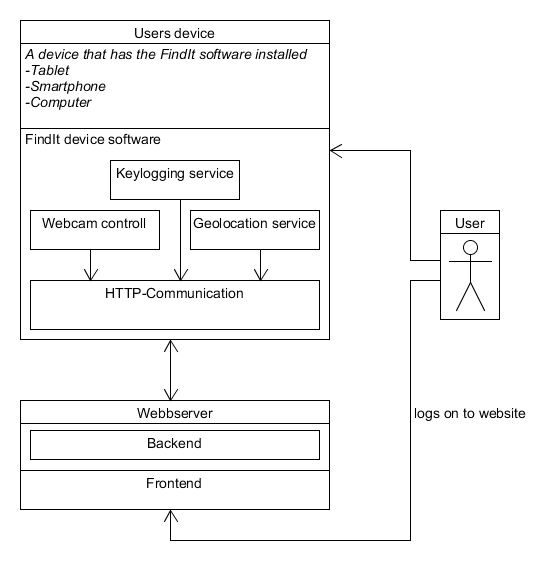 Users device
A device that has the FindIt software installed
-Tablet
-Smartphone
-Computer
FindIt device software
Keylogging service
Webcam controll
Geolocation service
HTTP-Communication
User
Webbserver
logs on to website
Backend
Frontend